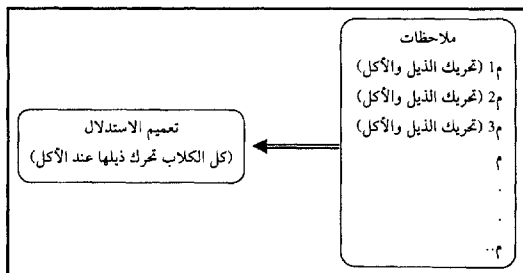 ملاحظات
م1 (تحريك الذيل والأكل)
م2 (تحريك الذيل والأكل)
م3 (تحريك الذيل والأكل)
م
.
.
م..
تعميم الاستدلال
(كل الكلاب تحرك ذيلها عند الأكل)